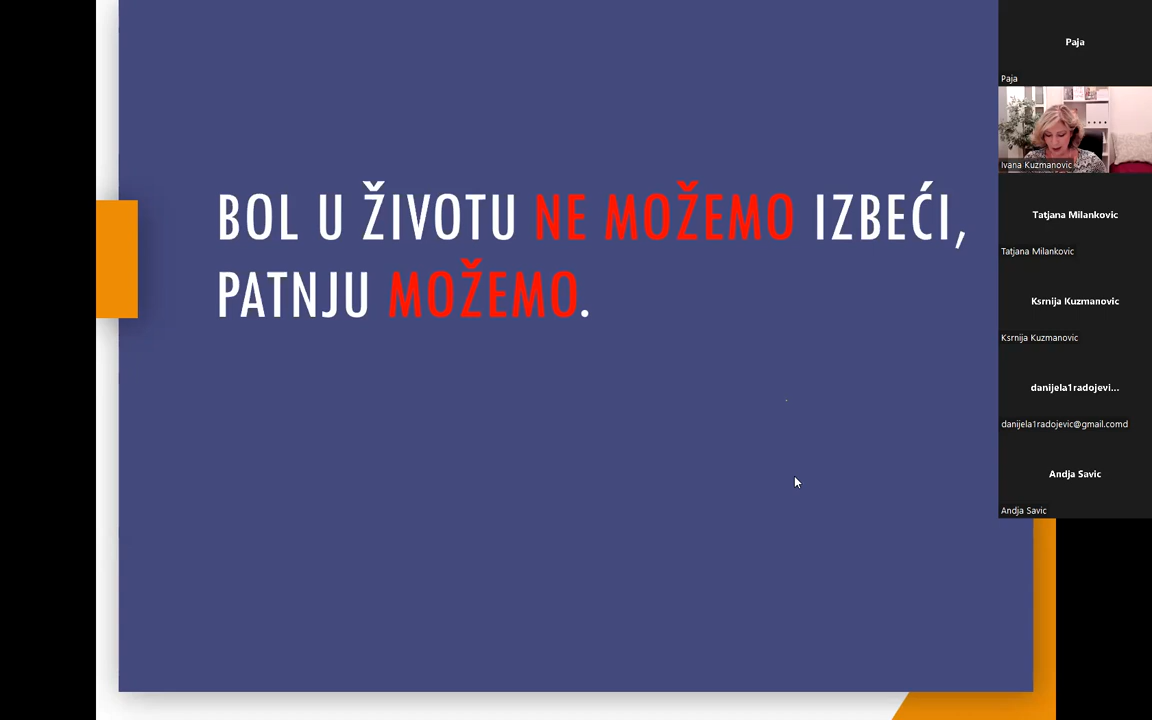 BOL U ŽIVOTU NE MOŽEMO IZBEĆI,
PATNJU MOŽEMO.
Paja
Paja
Ivana Kuzmanovic
Tatjana Milankovic
Tatjana Milankovic
Ksrnija Kuzmanovic
Ksrnija Kuzmanovic
danijela1radojevi...
danijela1radojevic@gmail.comd
Andja Savic
Andja Savic